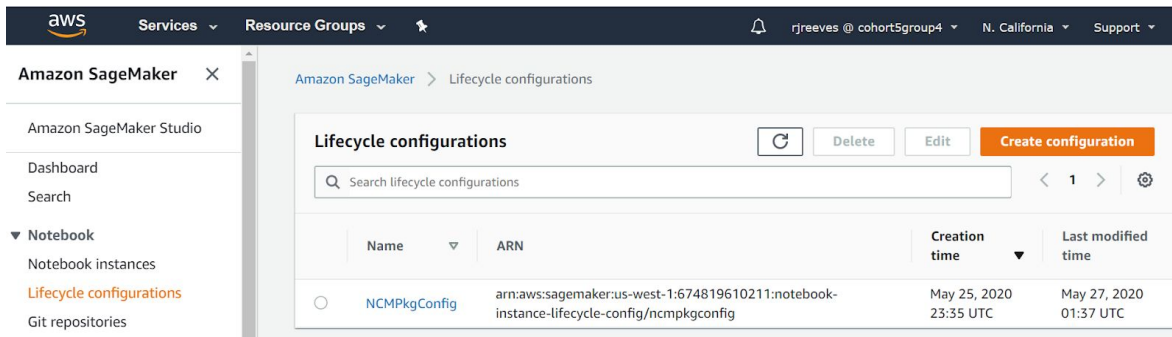 aws Services Resource Groups rjreeves @ cohort5group4 N. California Support
Amazon SageMaker
Amazon SageMaker Studio
Dashboard
Search
Notebook
Notebook instances
Lifecycle configurations
Git repositories
Amazon SageMaker > Lifecycle configurations
Lifecycle configurations Delete Edit Create configuration
Search lifecycle configurations < 1 >
Name ARN Creation time Last modified time
NCMPkgConfig arn:aws:sagemaker:us-west-1:674819610211:notebook-instance-lifecycle-config/ncmpkgconfig May 25, 2020 23:35 UTC May 27, 2020 01:37 UTC